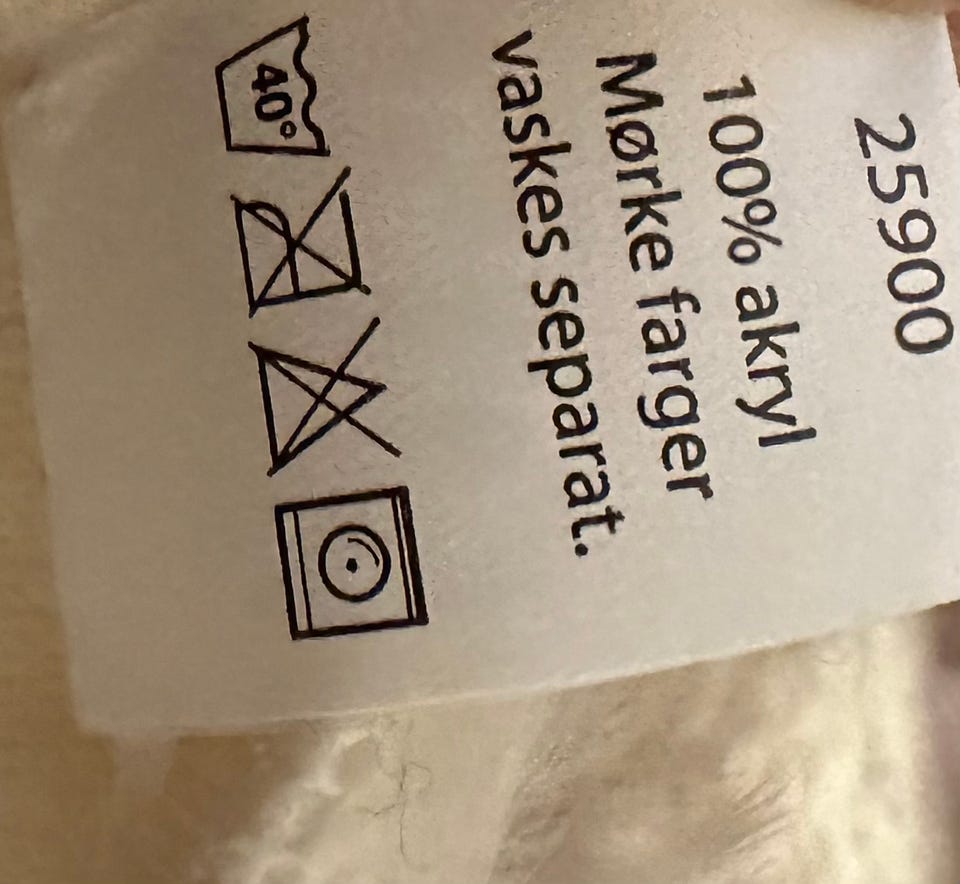 25900
100% akryl
Mørke farger
vaskes separat.
40°